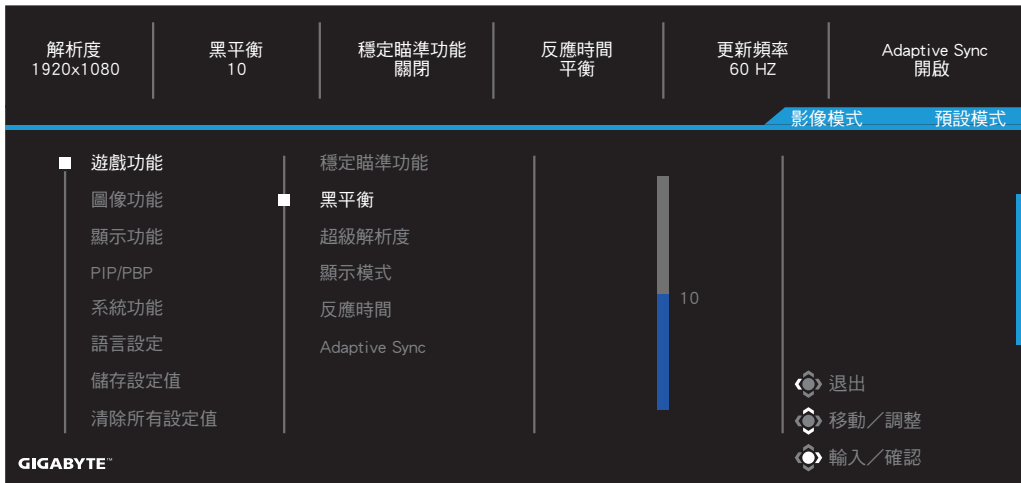 解析度
1920x1080
黑平衡
10
穩定瞄準功能
關閉
反應時間
平衡
更新頻率
60 HZ
Adaptive Sync
開啟
影像模式 預設模式
遊戲功能
圖像功能
顯示功能
PIP/PBP
系統功能
語言設定
儲存設定值
清除所有設定值
穩定瞄準功能
黑平衡
超級解析度
顯示模式
反應時間
Adaptive Sync
10
退出
移動／調整
輸入／確認
GIGABYTE™